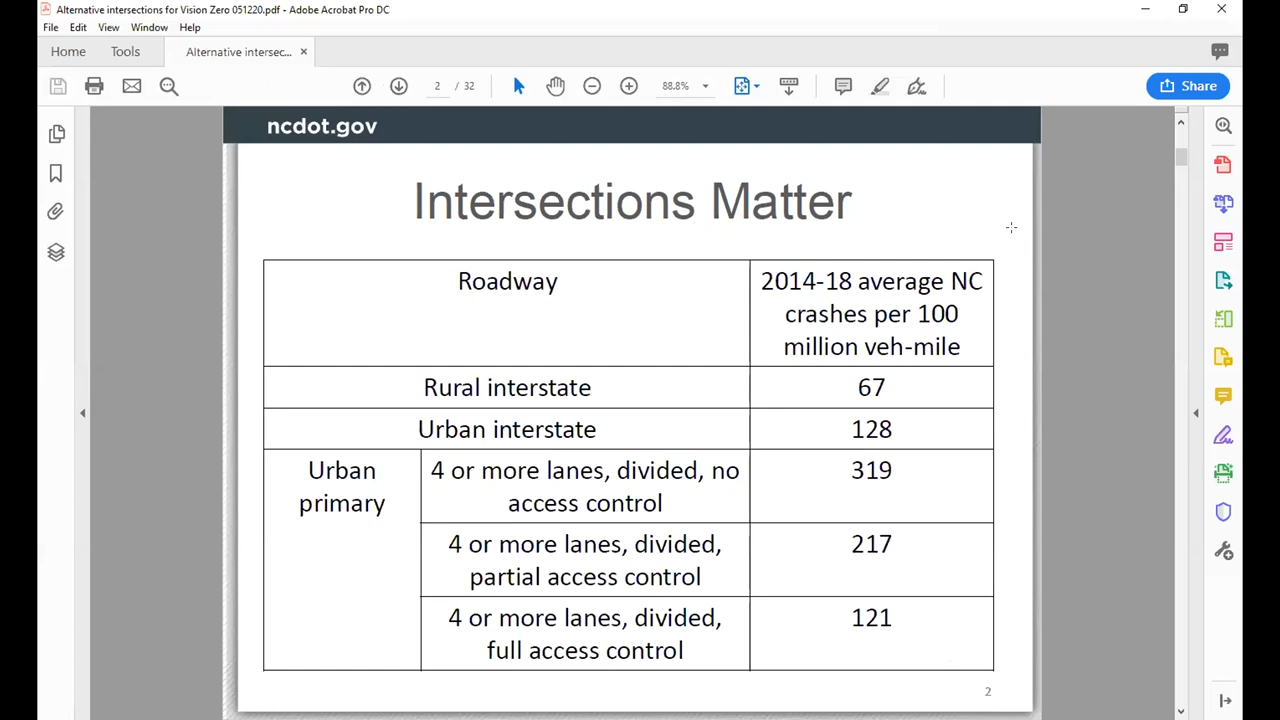 Alternative intersections for Vision Zero 051220.pdf - Adobe Acrobat Pro DC
File Edit View Window Help
Home Tools Alternative intersec... ×
2 / 32 88.8% Share
ncdot.gov
Intersections Matter
Roadway
2014-18 average NC
crashes per 100
million veh-mile
Rural interstate 67
Urban interstate 128
Urban
primary
4 or more lanes, divided, no
access control
319
4 or more lanes, divided,
partial access control
217
4 or more lanes, divided,
full access control
121
2